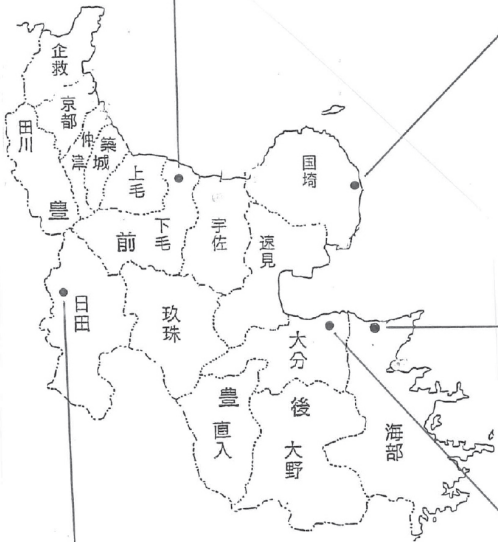 企救
京都
田川
仲津
築城
上毛
下毛
宇佐
国埼
速見
豊
前
日田
玖珠
大分
豊
後
直入
大野
海部